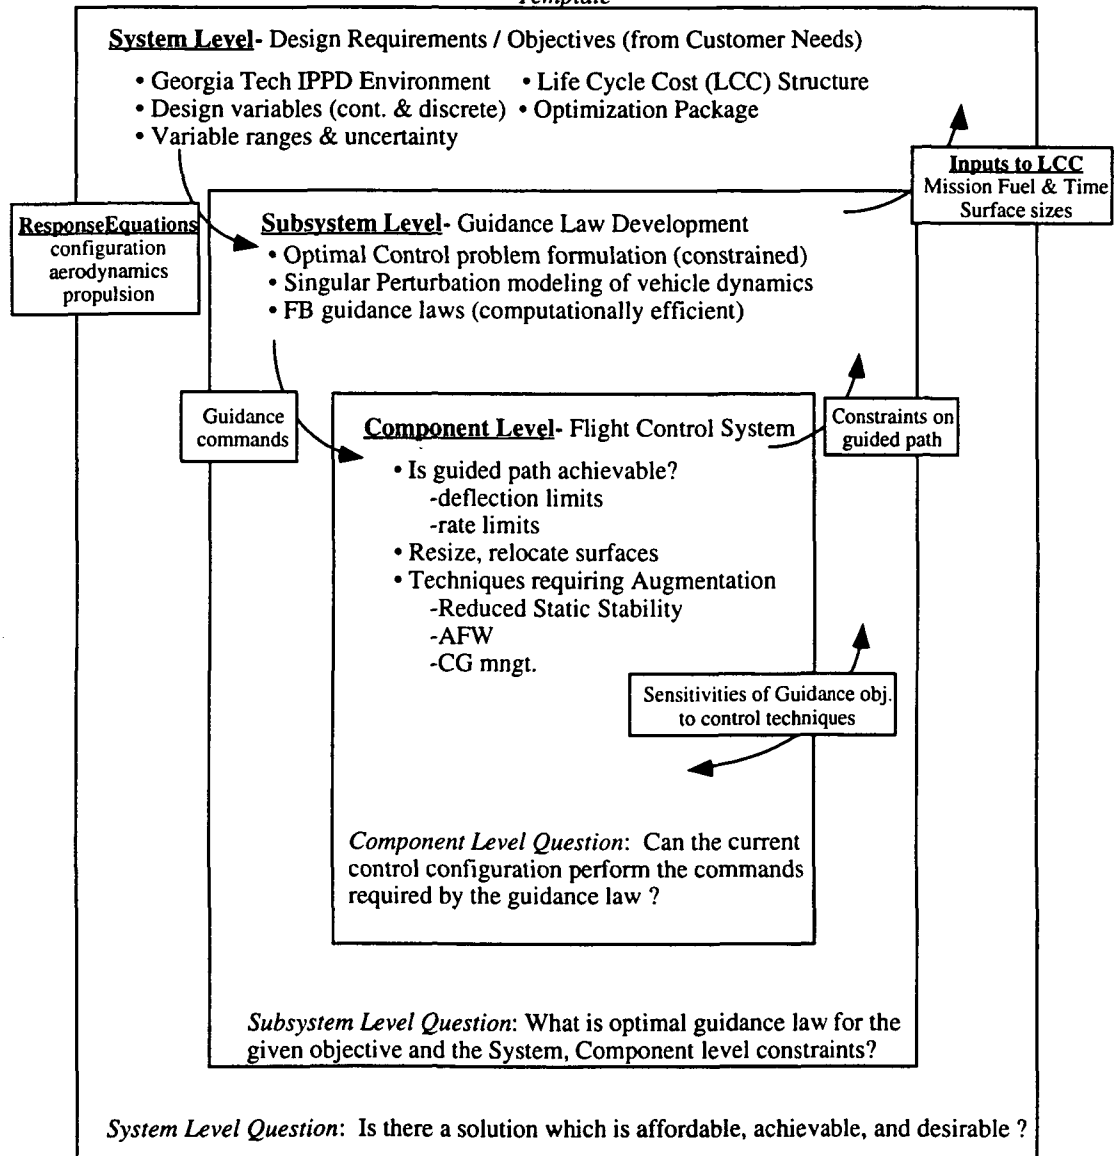 Template
System Level- Design Requirements / Objectives (from Customer Needs)
• Georgia Tech IPPD Environment • Life Cycle Cost (LCC) Structure
• Design variables (cont. & discrete) • Optimization Package
• Variable ranges & uncertainty
Inputs to LCC
Mission Fuel & Time
Surface sizes
ResponseEquations
configuration
aerodynamics
propulsion
Subsystem Level- Guidance Law Development
• Optimal Control problem formulation (constrained)
• Singular Perturbation modeling of vehicle dynamics
• FB guidance laws (computationally efficient)
Guidance
commands
Component Level- Flight Control System
Constraints on
guided path
• Is guided path achievable?
-deflection limits
-rate limits
• Resize, relocate surfaces
• Techniques requiring Augmentation
-Reduced Static Stability
-AFW
-CG mngt.
Sensitivities of Guidance obj.
to control techniques
Component Level Question: Can the current
control configuration perform the commands
required by the guidance law ?
Subsystem Level Question: What is optimal guidance law for the
given objective and the System, Component level constraints?
System Level Question: Is there a solution which is affordable, achievable, and desirable ?